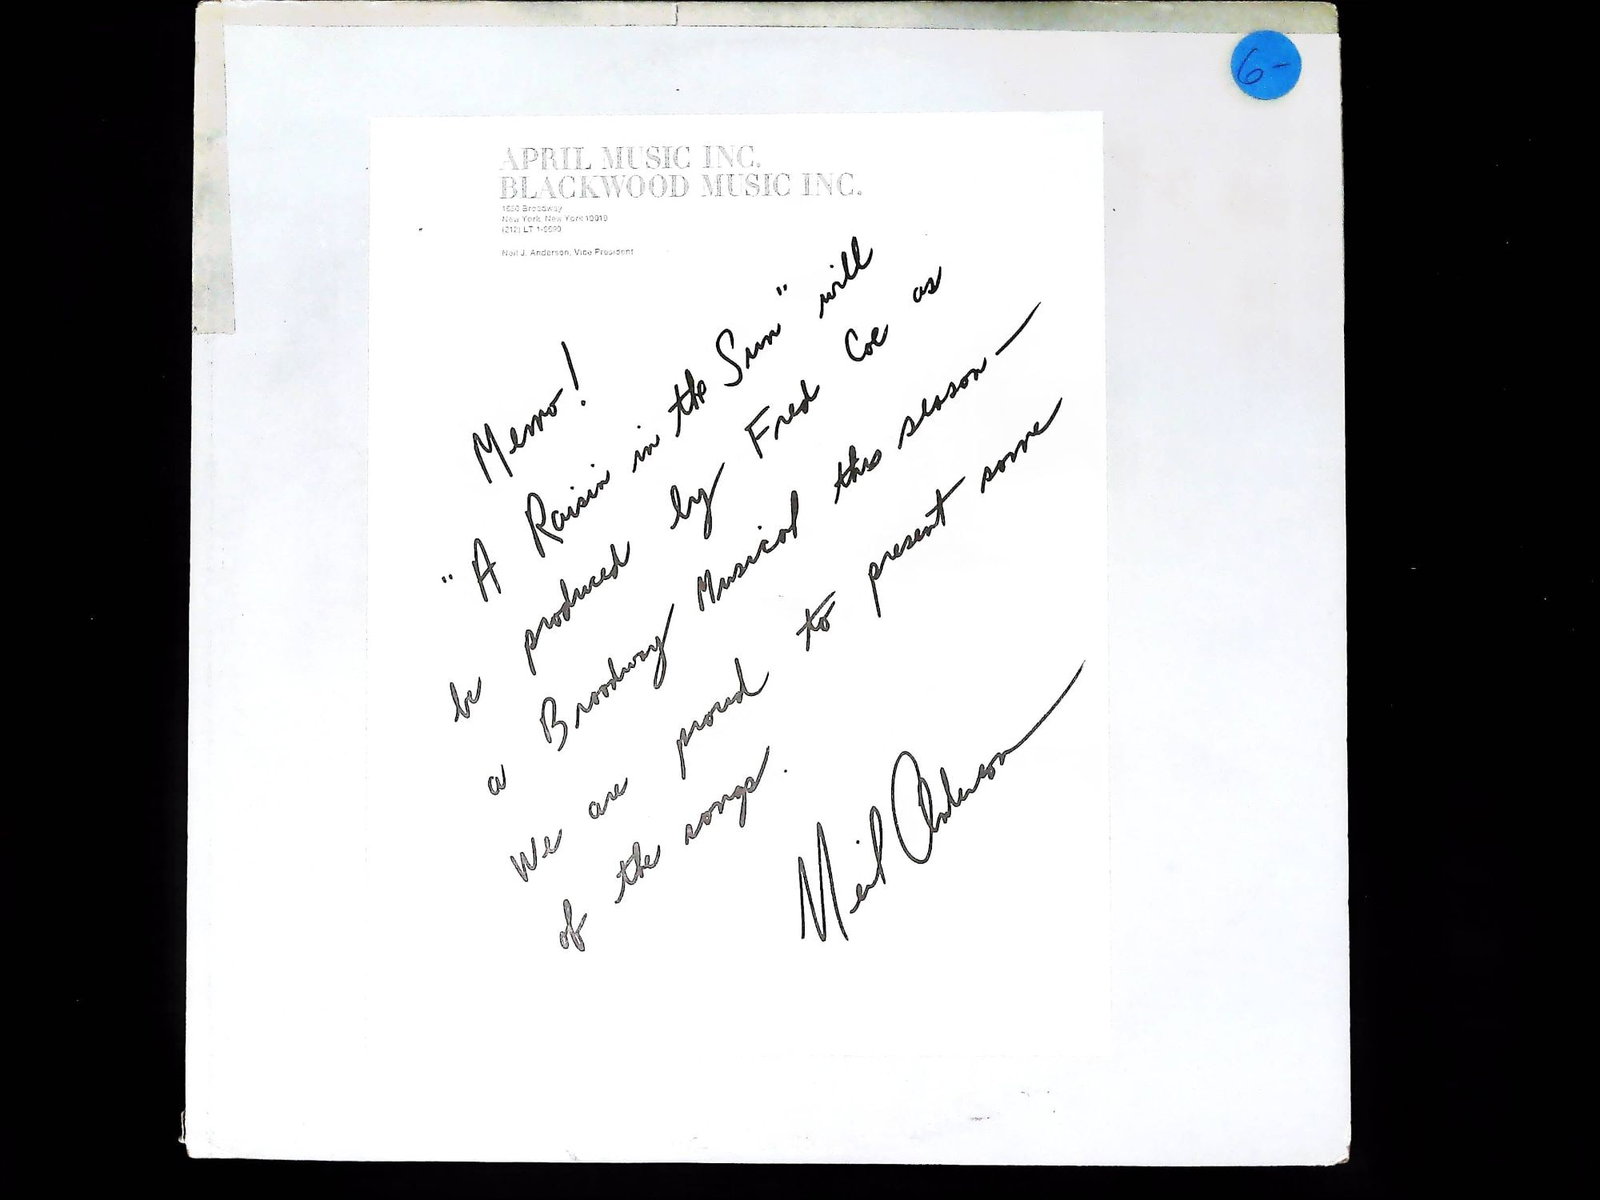 6-
APRIL MUSIC INC.
BLACKWOOD MUSIC INC.
1650 Broadway
New York, New York 10019
(212) LT 1-
Neil J. Anderson, Vice President
Memo!
"A Raisin in the Sun" will
be produced by Fred Coe as
a Broadway Musical this season —
We are proud to present some
of the songs.
Neil Anderson